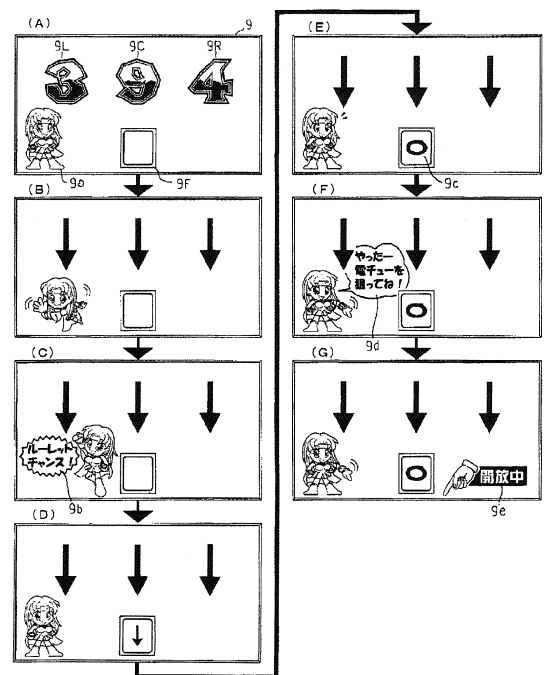 (A)
9
9L
9C
9R
3
9
4
9a
9F
(B)
(C)
ルーレット
チャンス!!
9b
(D)
(E)
9c
(F)
やったー
電チューを
狙ってね!
9d
(G)
開放中
9e